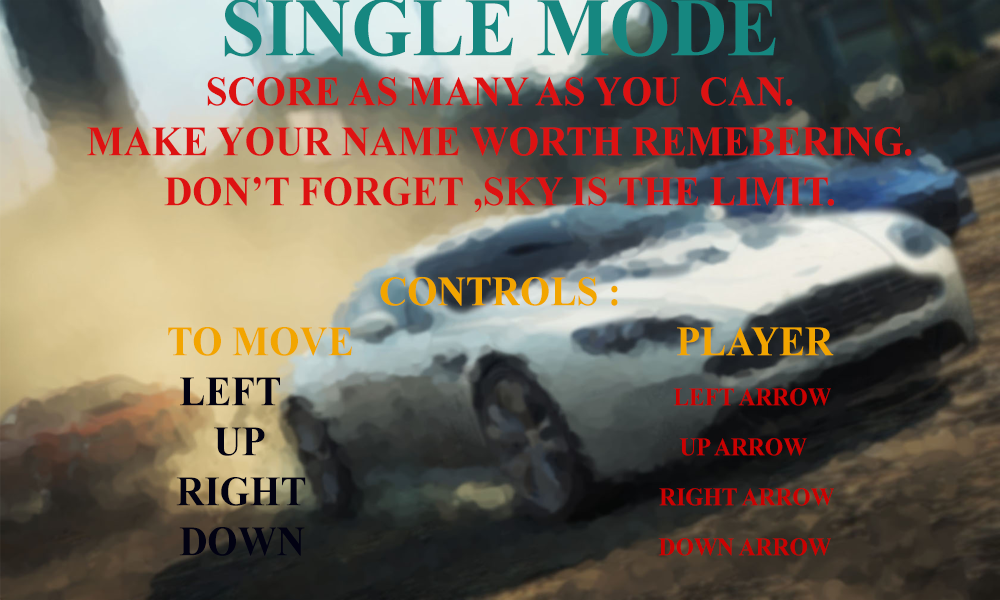 SINGLE MODE
SCORE AS MANY AS YOU  CAN.
MAKE YOUR NAME WORTH REMEBERING.
DON’T FORGET ,SKY IS THE LIMIT.
CONTROLS :
TO MOVE PLAYER
LEFT LEFT ARROW
UP UP ARROW
RIGHT RIGHT ARROW
DOWN DOWN ARROW